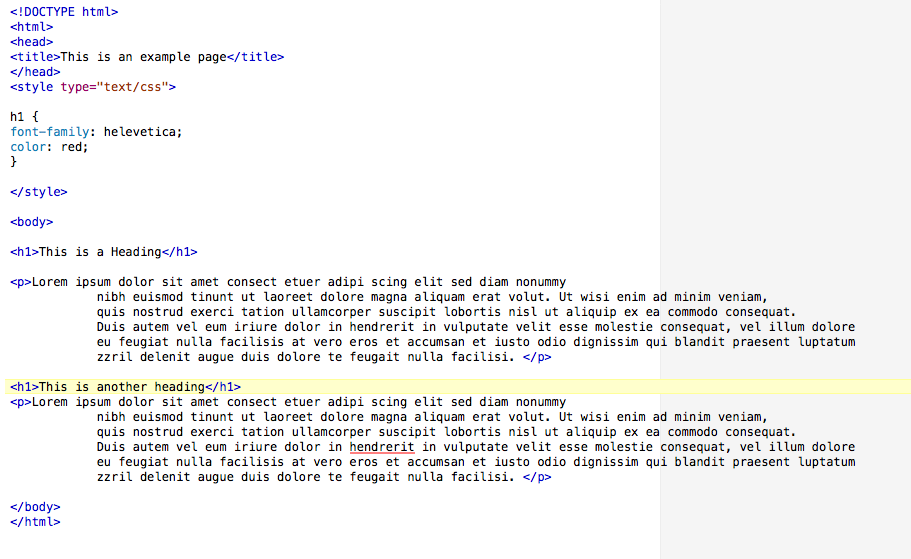 <!DOCTYPE html>
<html>
<head>
<title>This is an example page</title>
</head>
<style type="text/css">
h1 {
font-family: helevetica;
color: red;
}
</style>
<body>
<h1>This is a Heading</h1>
<p>Lorem ipsum dolor sit amet consect etuer adipi scing elit sed diam nonummy
nibh euismod tinunt ut laoreet dolore magna aliquam erat volut. Ut wisi enim ad minim veniam,
quis nostrud exerci tation ullamcorper suscipit lobortis nisl ut aliquip ex ea commodo consequat.
Duis autem vel eum iriure dolor in hendrerit in vulputate velit esse molestie consequat, vel illum dolore
eu feugiat nulla facilisis at vero eros et accumsan et iusto odio dignissim qui blandit praesent luptatum
zzril delenit augue duis dolore te feugait nulla facilisi. </p>
<h1>This is another heading</h1>
<p>Lorem ipsum dolor sit amet consect etuer adipi scing elit sed diam nonummy
nibh euismod tinunt ut laoreet dolore magna aliquam erat volut. Ut wisi enim ad minim veniam,
quis nostrud exerci tation ullamcorper suscipit lobortis nisl ut aliquip ex ea commodo consequat.
Duis autem vel eum iriure dolor in hendrerit in vulputate velit esse molestie consequat, vel illum dolore
eu feugiat nulla facilisis at vero eros et accumsan et iusto odio dignissim qui blandit praesent luptatum
zzril delenit augue duis dolore te feugait nulla facilisi. </p>
</body>
</html>